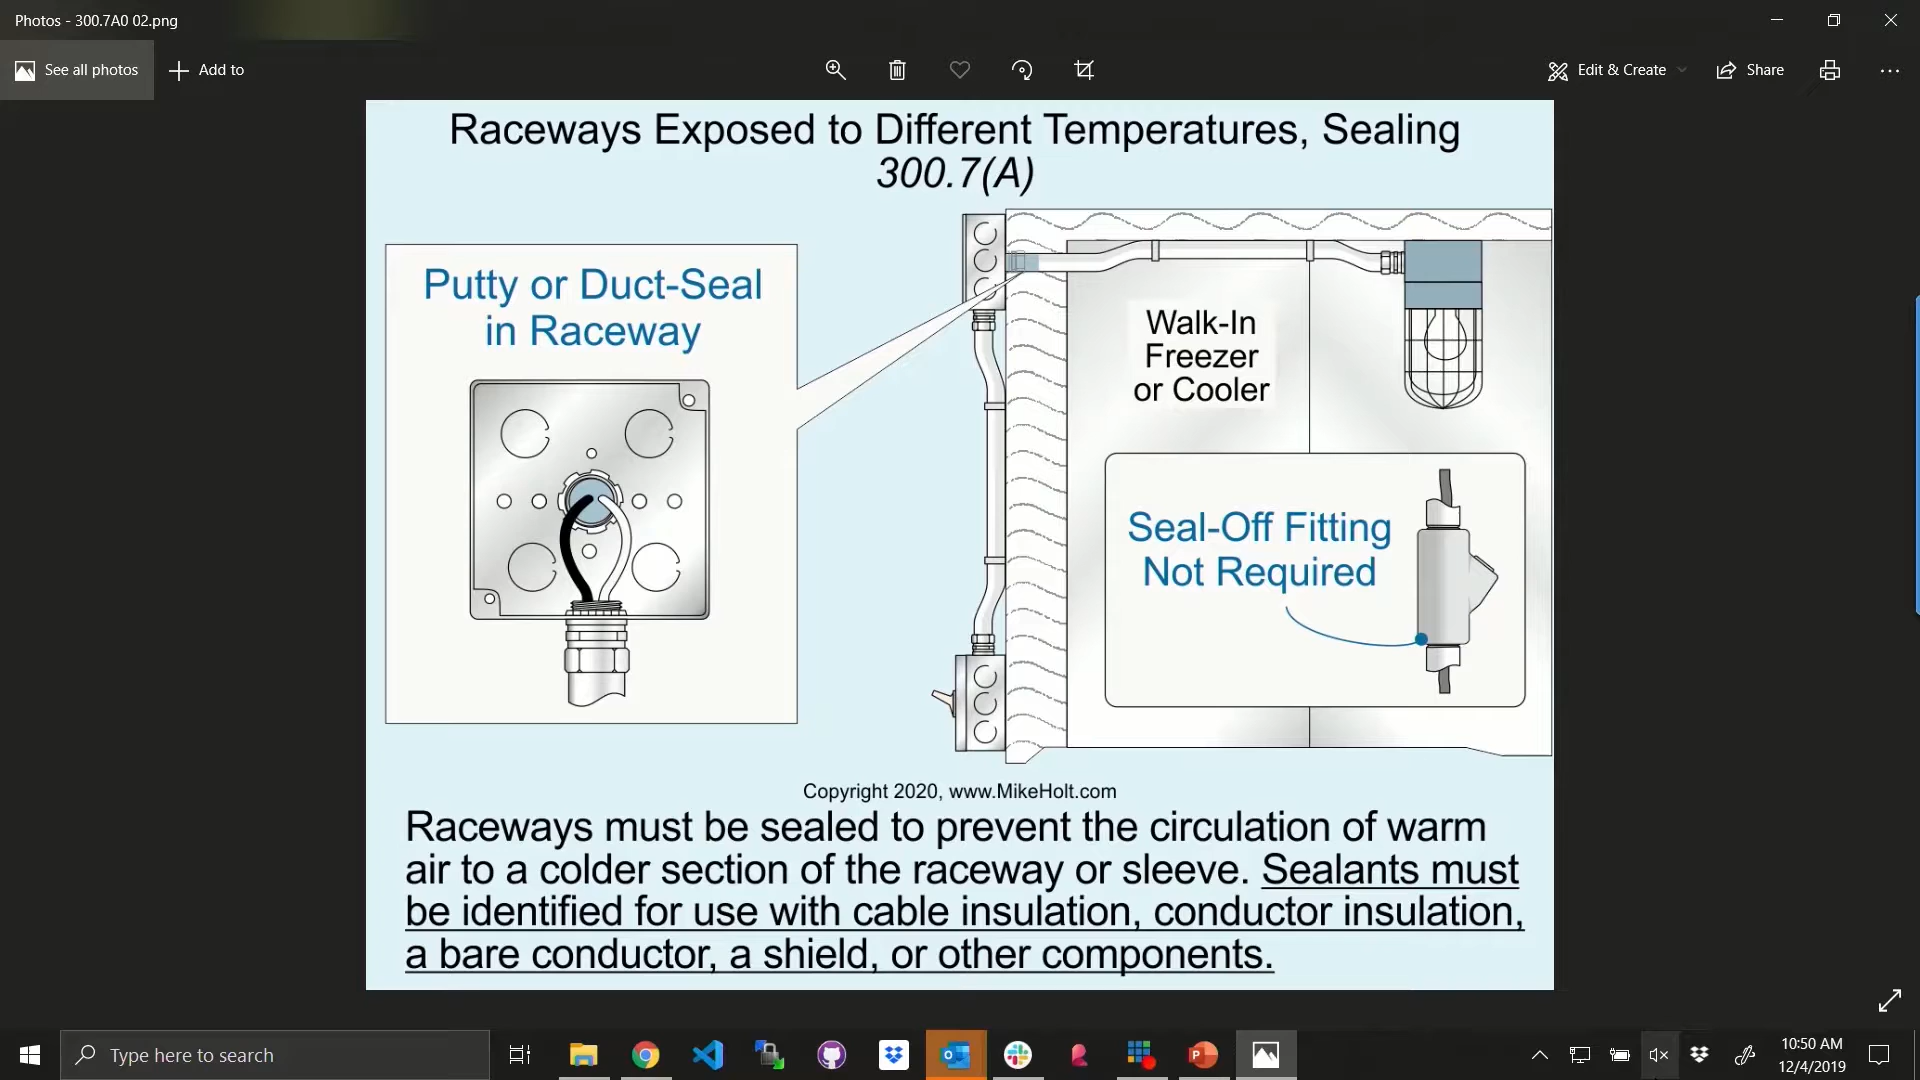 Photos - 300.7A0 02.png
See all photos
Add to
Edit & Create
Share
Raceways Exposed to Different Temperatures, Sealing
300.7(A)
Putty or Duct-Seal
in Raceway
Walk-In
Freezer
or Cooler
Seal-Off Fitting
Not Required
Copyright 2020, www.MikeHolt.com
Raceways must be sealed to prevent the circulation of warm
air to a colder section of the raceway or sleeve. Sealants must
be identified for use with cable insulation, conductor insulation,
a bare conductor, a shield, or other components.
Type here to search
10:50 AM
12/4/2019